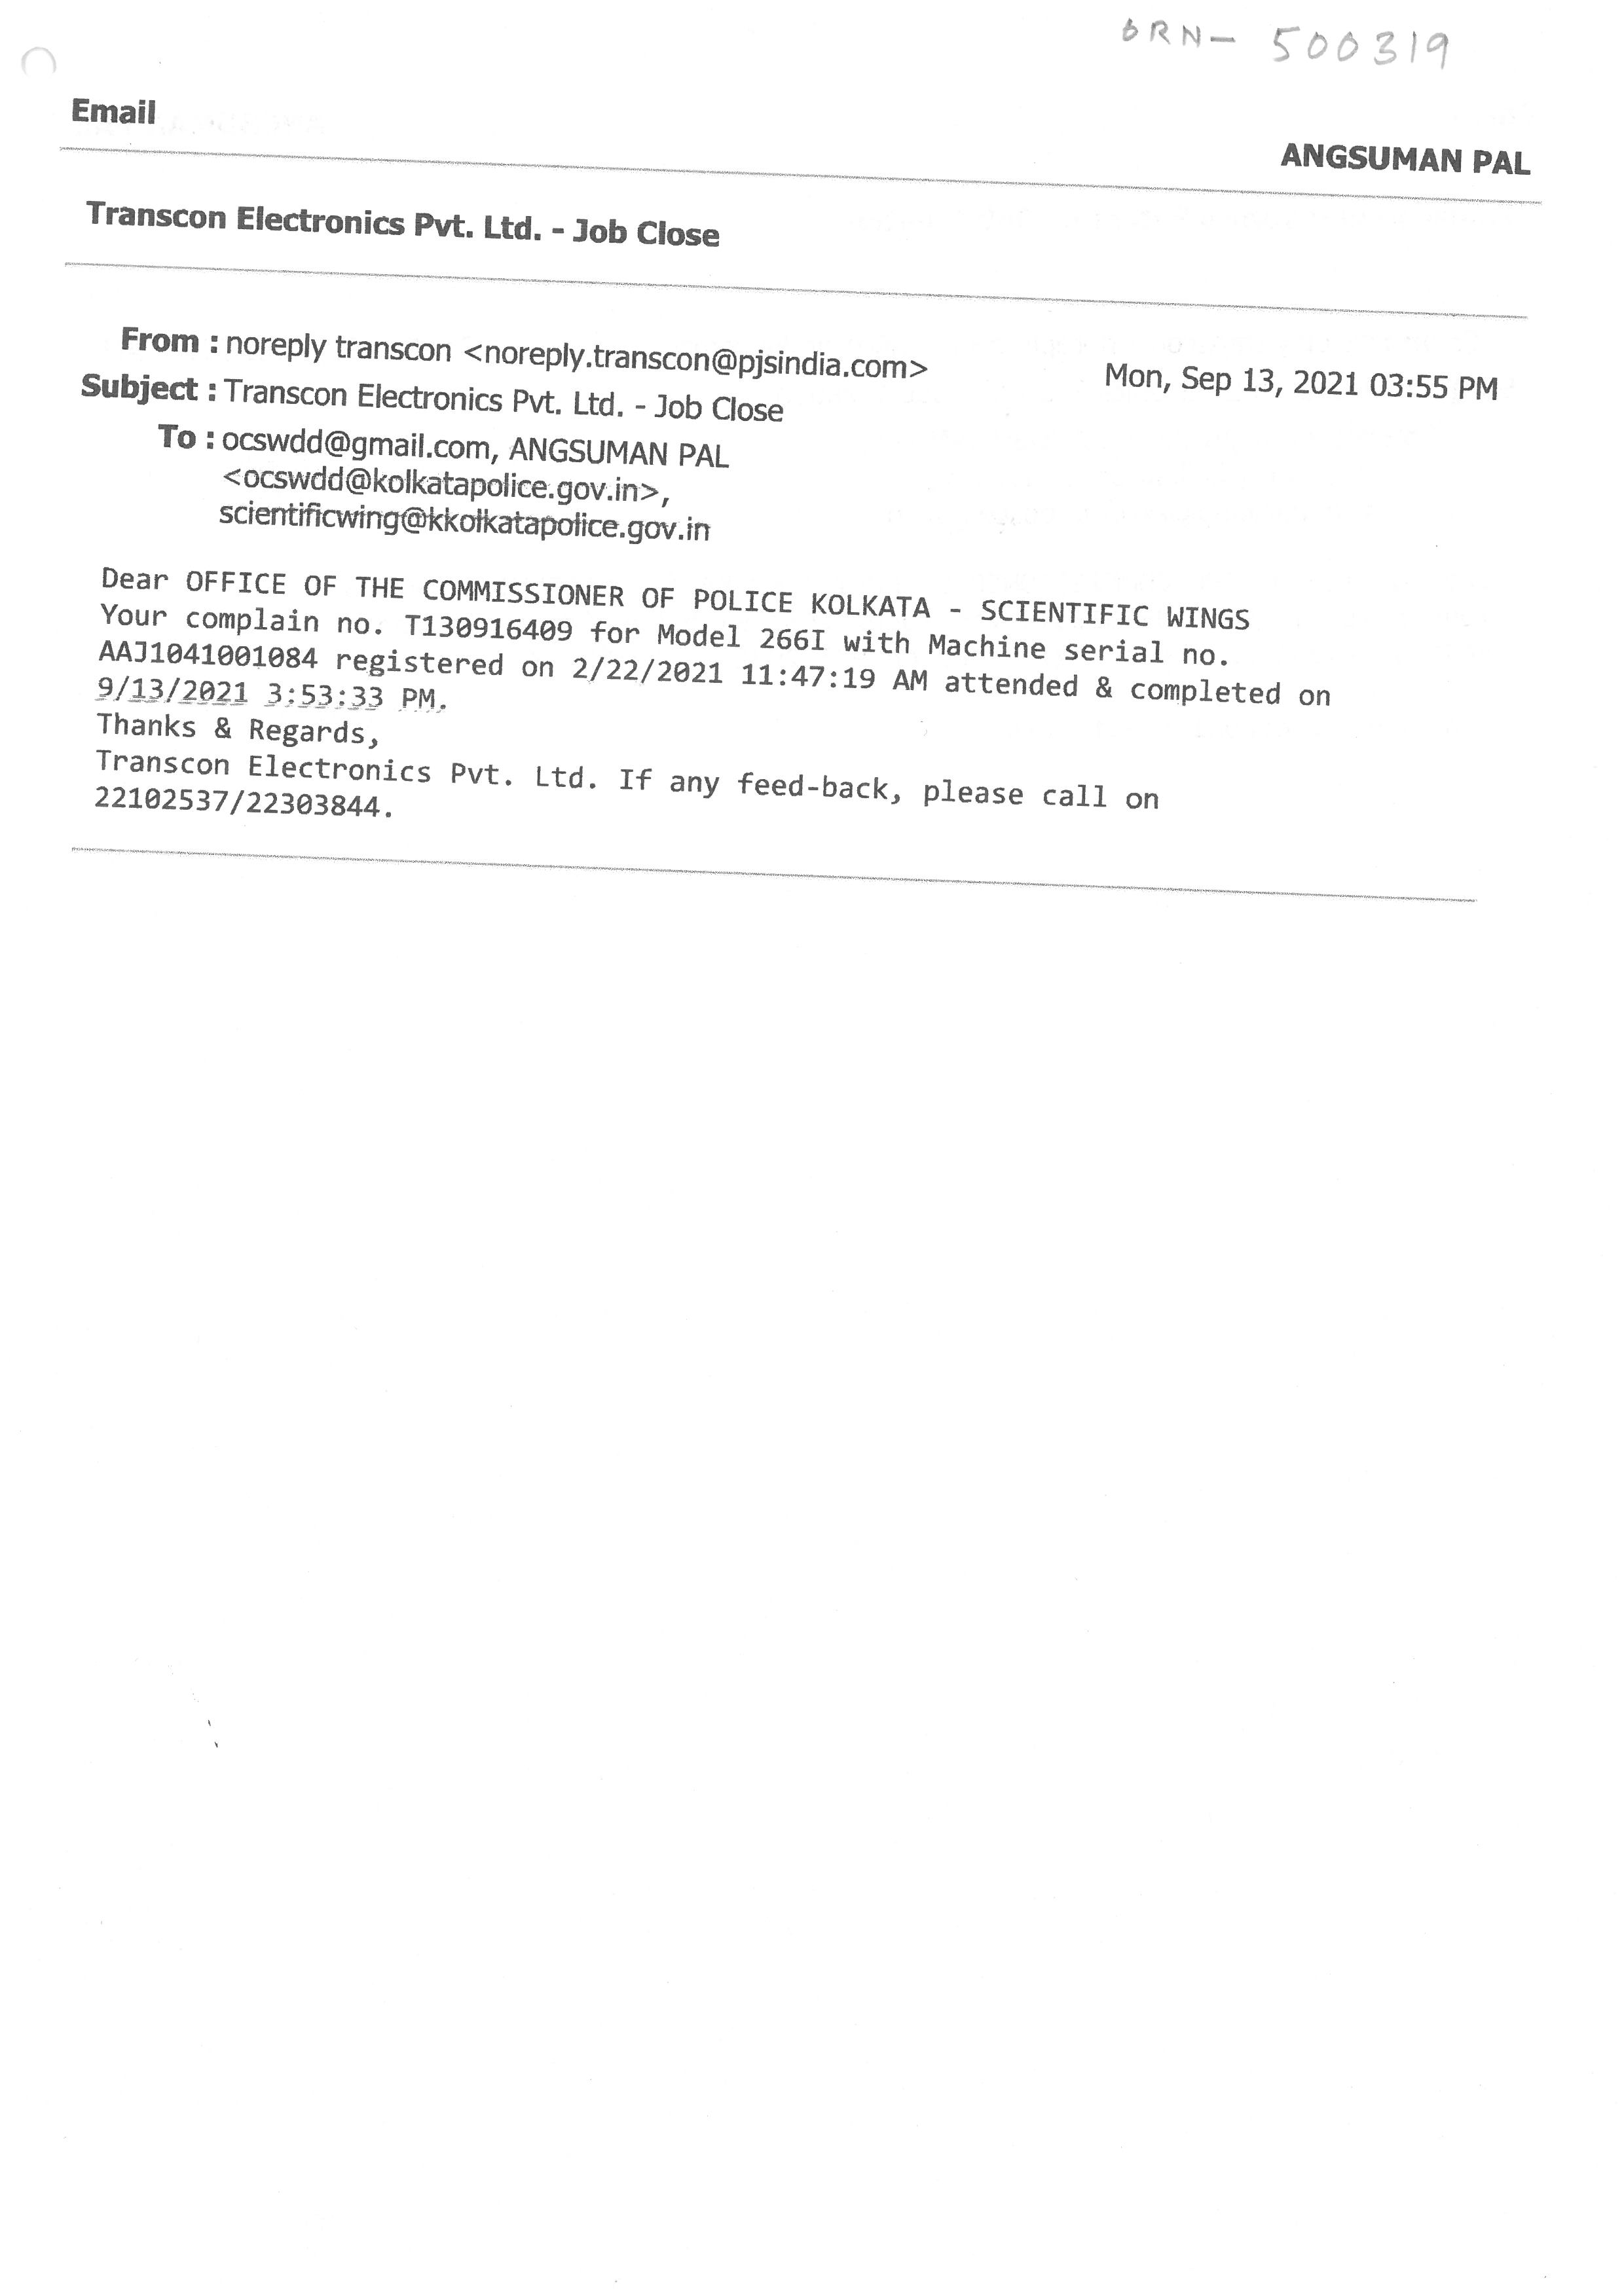 BRN- 500319
Email
ANGSUMAN PAL
Transcon Electronics Pvt. Ltd. - Job Close
From : noreply transcon <noreply.transcon@pjsindia.com>
Mon, Sep 13, 2021 03:55 PM
Subject : Transcon Electronics Pvt. Ltd. - Job Close
To : ocswdd@gmail.com, ANGSUMAN PAL
<ocswdd@kolkatapolice.gov.in>,
scientificwing@kkolkatapolice.gov.in
Dear OFFICE OF THE COMMISSIONER OF POLICE KOLKATA - SCIENTIFIC WINGS
Your complain no. T130916409 for Model 266I with Machine serial no.
AAJ1041001084 registered on 2/22/2021 11:47:19 AM attended & completed on
9/13/2021 3:53:33 PM.
Thanks & Regards,
Transcon Electronics Pvt. Ltd. If any feed-back, please call on
22102537/22303844.